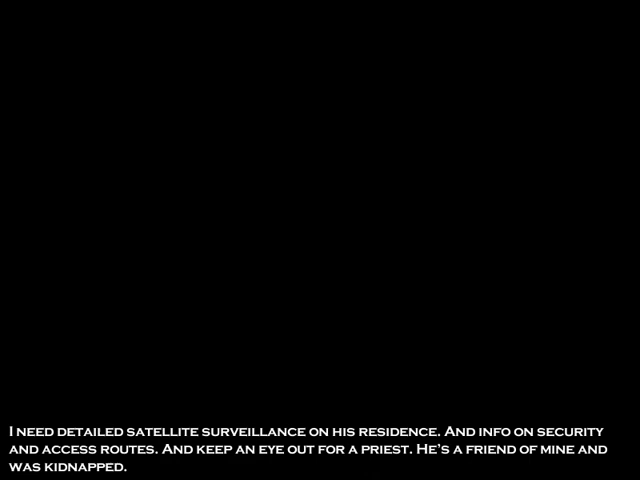 I need detailed satellite surveillance on his residence. And info on security
and access routes. And keep an eye out for a priest. He's a friend of mine and
was kidnapped.